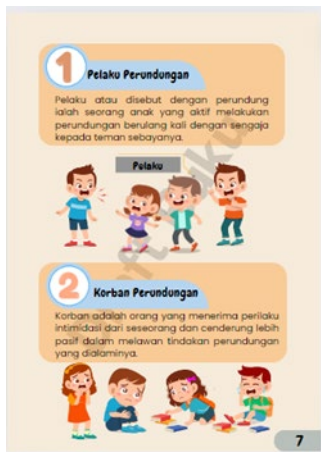 1
Pelaku Perundungan
Pelaku atau disebut dengan perundung
ialah seorang anak yang aktif melakukan
perundungan berulang kali dengan sengaja
kepada teman sebayanya.
Pelaku
2
Korban Perundungan
Korban adalah orang yang menerima perilaku
intimidasi dari seseorang dan cenderung lebih
pasif dalam melawan tindakan perundungan
yang dialaminya.
7